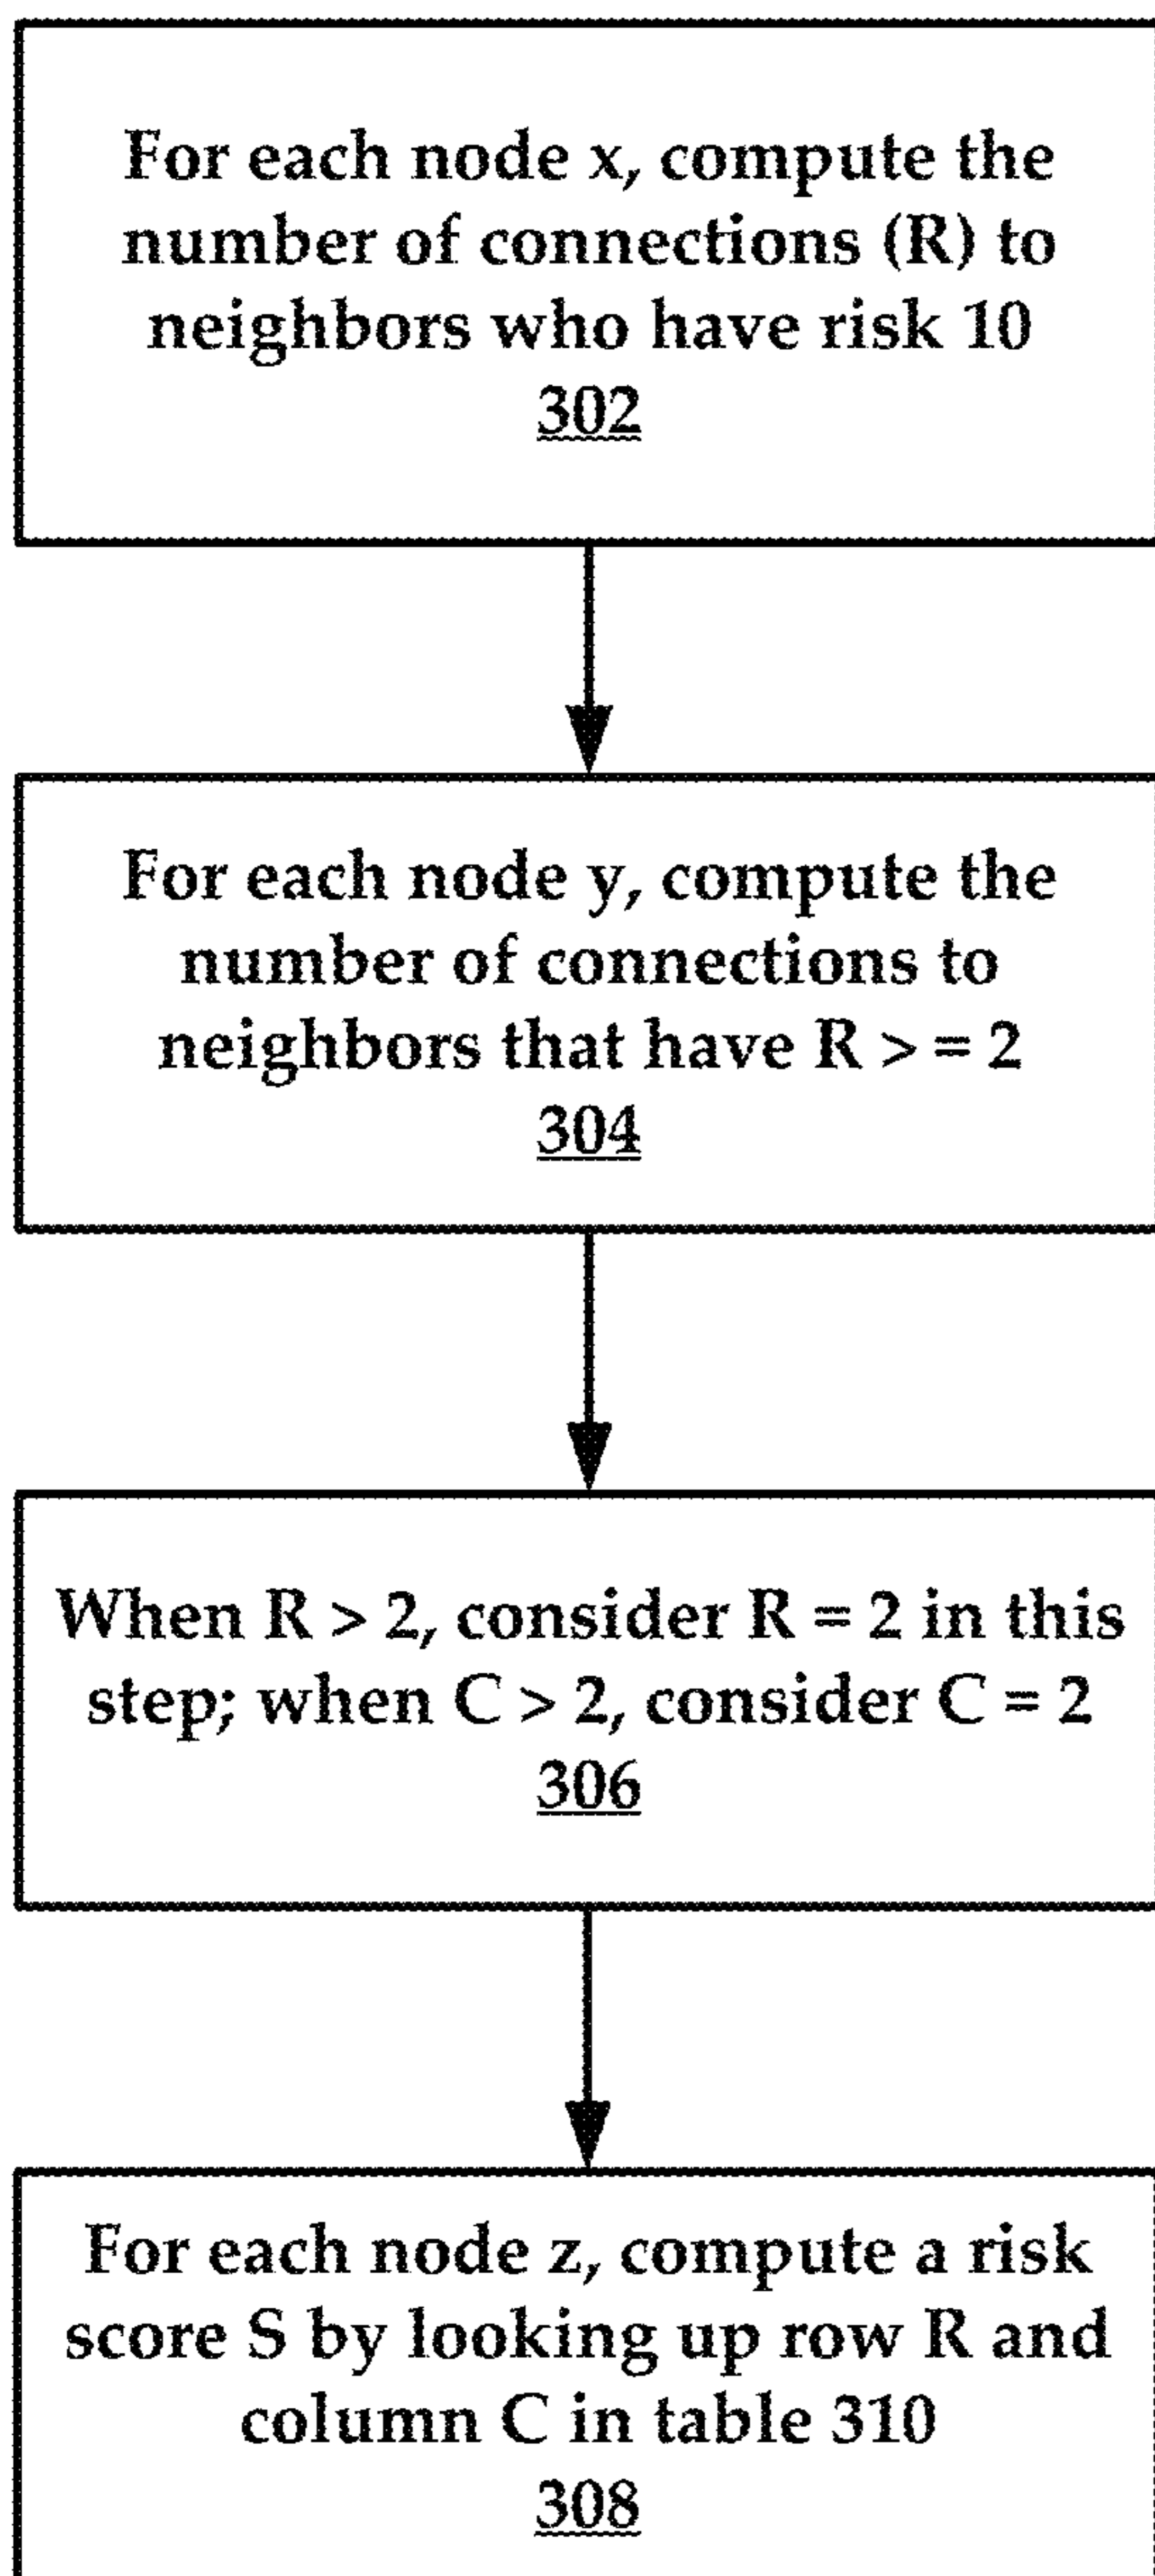 For each node x, compute the
number of connections (R) to
neighbors who have risk 10
302
For each node y, compute the
number of connections to
neighbors that have R > = 2
304
When R > 2, consider R = 2 in this
step; when C > 2, consider C = 2
306
For each node z, compute a risk
score S by looking up row R and
column C in table 310
308